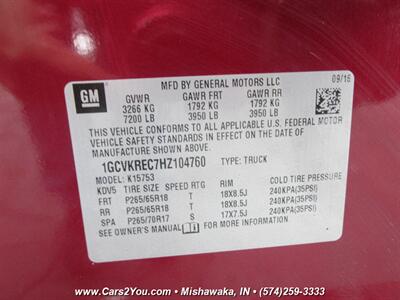 MFD BY GENERAL MOTORS LLC
09/16
GM
GVWR GAWR FRT GAWR RR
3266 KG 1792 KG 1792 KG
7200 LB 3950 LB 3950 LB
THIS VEHICLE CONFORMS TO ALL APPLICABLE U.S. FEDERAL MOTOR
VEHICLE SAFETY STANDARDS IN EFFECT ON THE DATE OF
MANUFACTURE SHOWN ABOVE.
1GCVKREC7HZ104760 TYPE: TRUCK
MODEL: K15753
KDV5 TIRE SIZE SPEED RTG RIM COLD TIRE PRESSURE
FRT P265/65R18 T 18X8.5J 240KPA(35PSI)
RR P265/65R18 T 18X8.5J 240KPA(35PSI)
SPA P265/70R17 S 17X7.5J 240KPA(35PSI)
SEE OWNER'S MANUAL FOR MORE INFORMATION.
www.Cars2You.com - Mishawaka, IN - (574)-259-3333